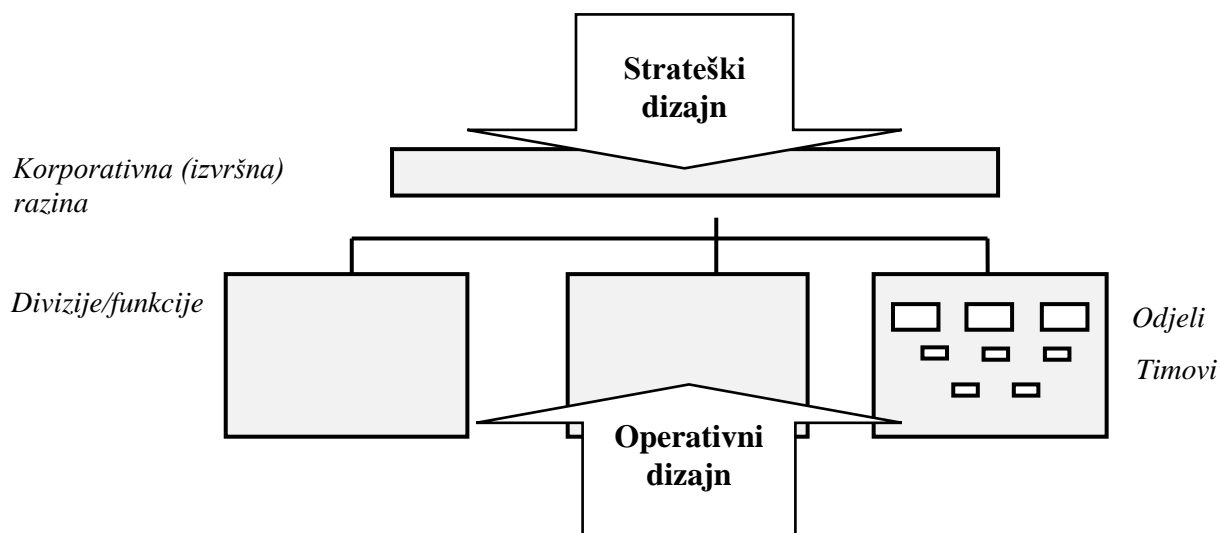 Strateški
dizajn
Korporativna (izvršna)
razina
Divizije/funkcije
Odjeli
Timovi
Operativni
dizajn